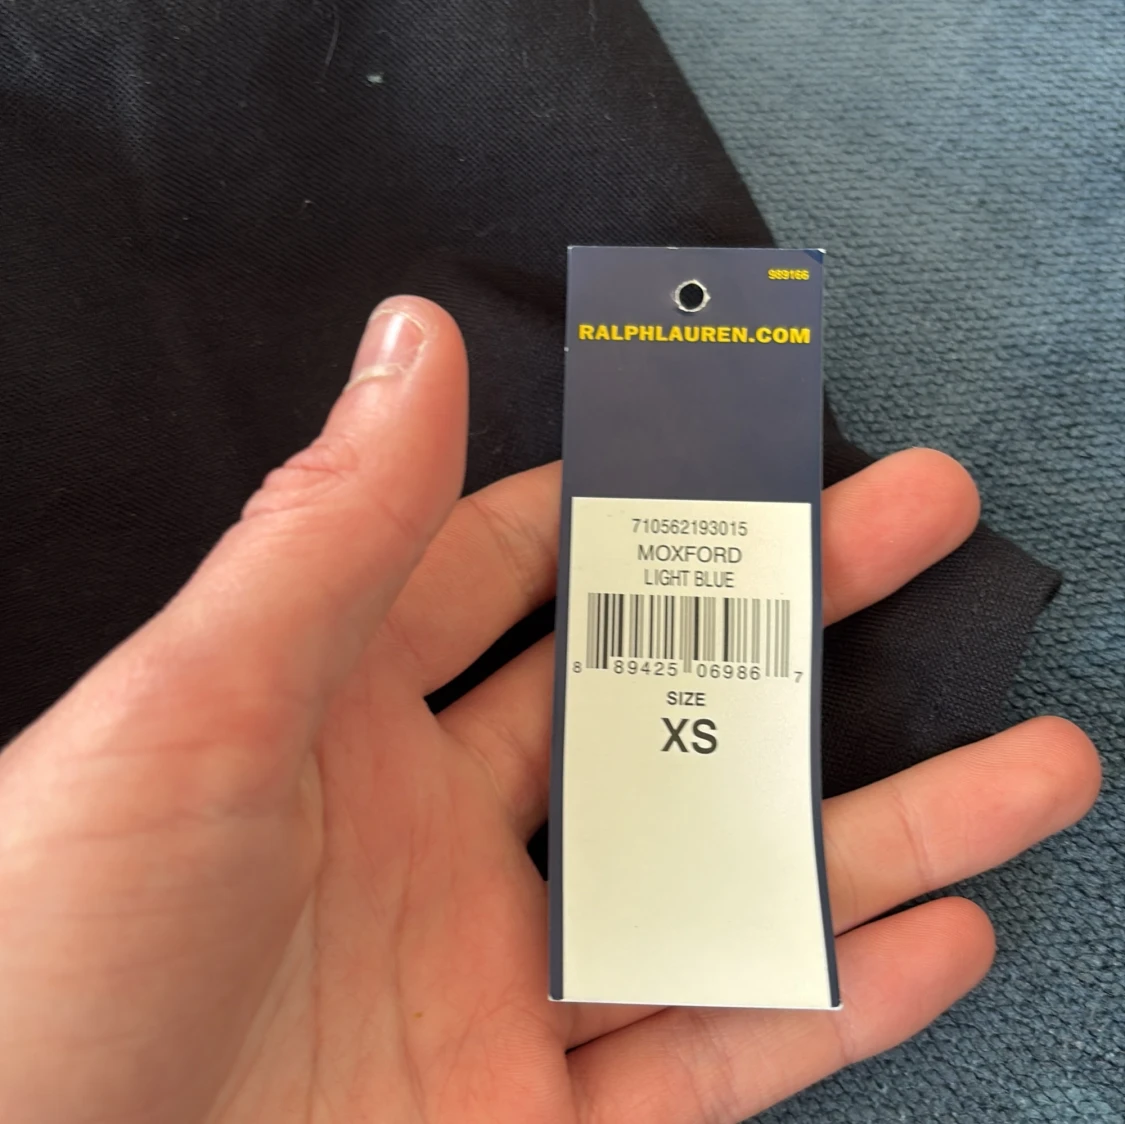 989166
RALPHLAUREN.COM
710562193015
MOXFORD
LIGHT BLUE
8 89425 06986 7
SIZE
XS